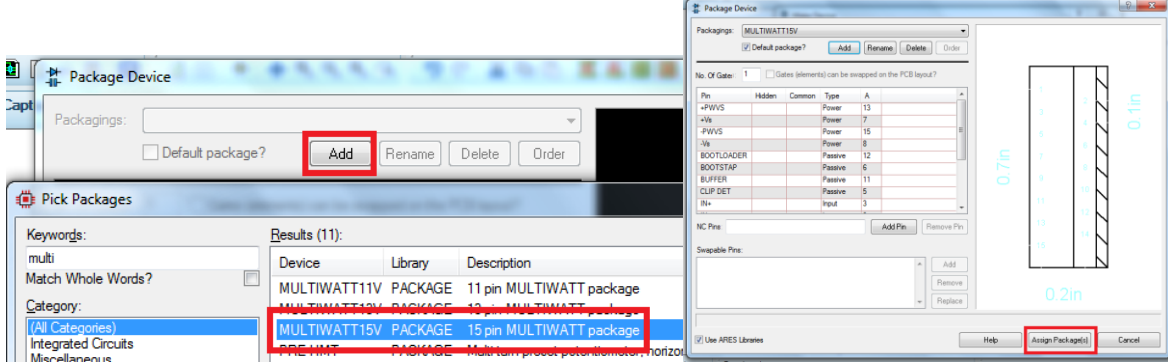 Capt
Package Device
Packagings:
Default package?
Add
Rename
Delete
Order
Pick Packages
Keywords:
multi
Match Whole Words?
Category:
(All Categories)
Integrated Circuits
Miscellaneous
Results (11):
Device Library Description
MULTIWATT11V PACKAGE 11 pin MULTIWATT package
MULTIWATT15V PACKAGE 15 pin MULTIWATT package
Package Device
Packagings: MULTIWATT15V
Default package? Add Rename Delete Order
No. Of Gates: 1 Gates (elements) can be swapped on the PCB layout?
Pin Hidden Common Type A
+PWVS Power 13
+Vs Power 7
-PWVS Power 15
-Vs Power 8
BOOTLOADER Passive 12
BOOTSTAP Passive 6
BUFFER Passive 11
CLIP DET Passive 5
IN+ Input 3
NC Pins: Add Pin Remove Pin
Swapable Pins:
Add
Remove
Replace
Use ARES Libraries
Help Assign Package(s) Cancel
0.1in
0.7in
0.2in